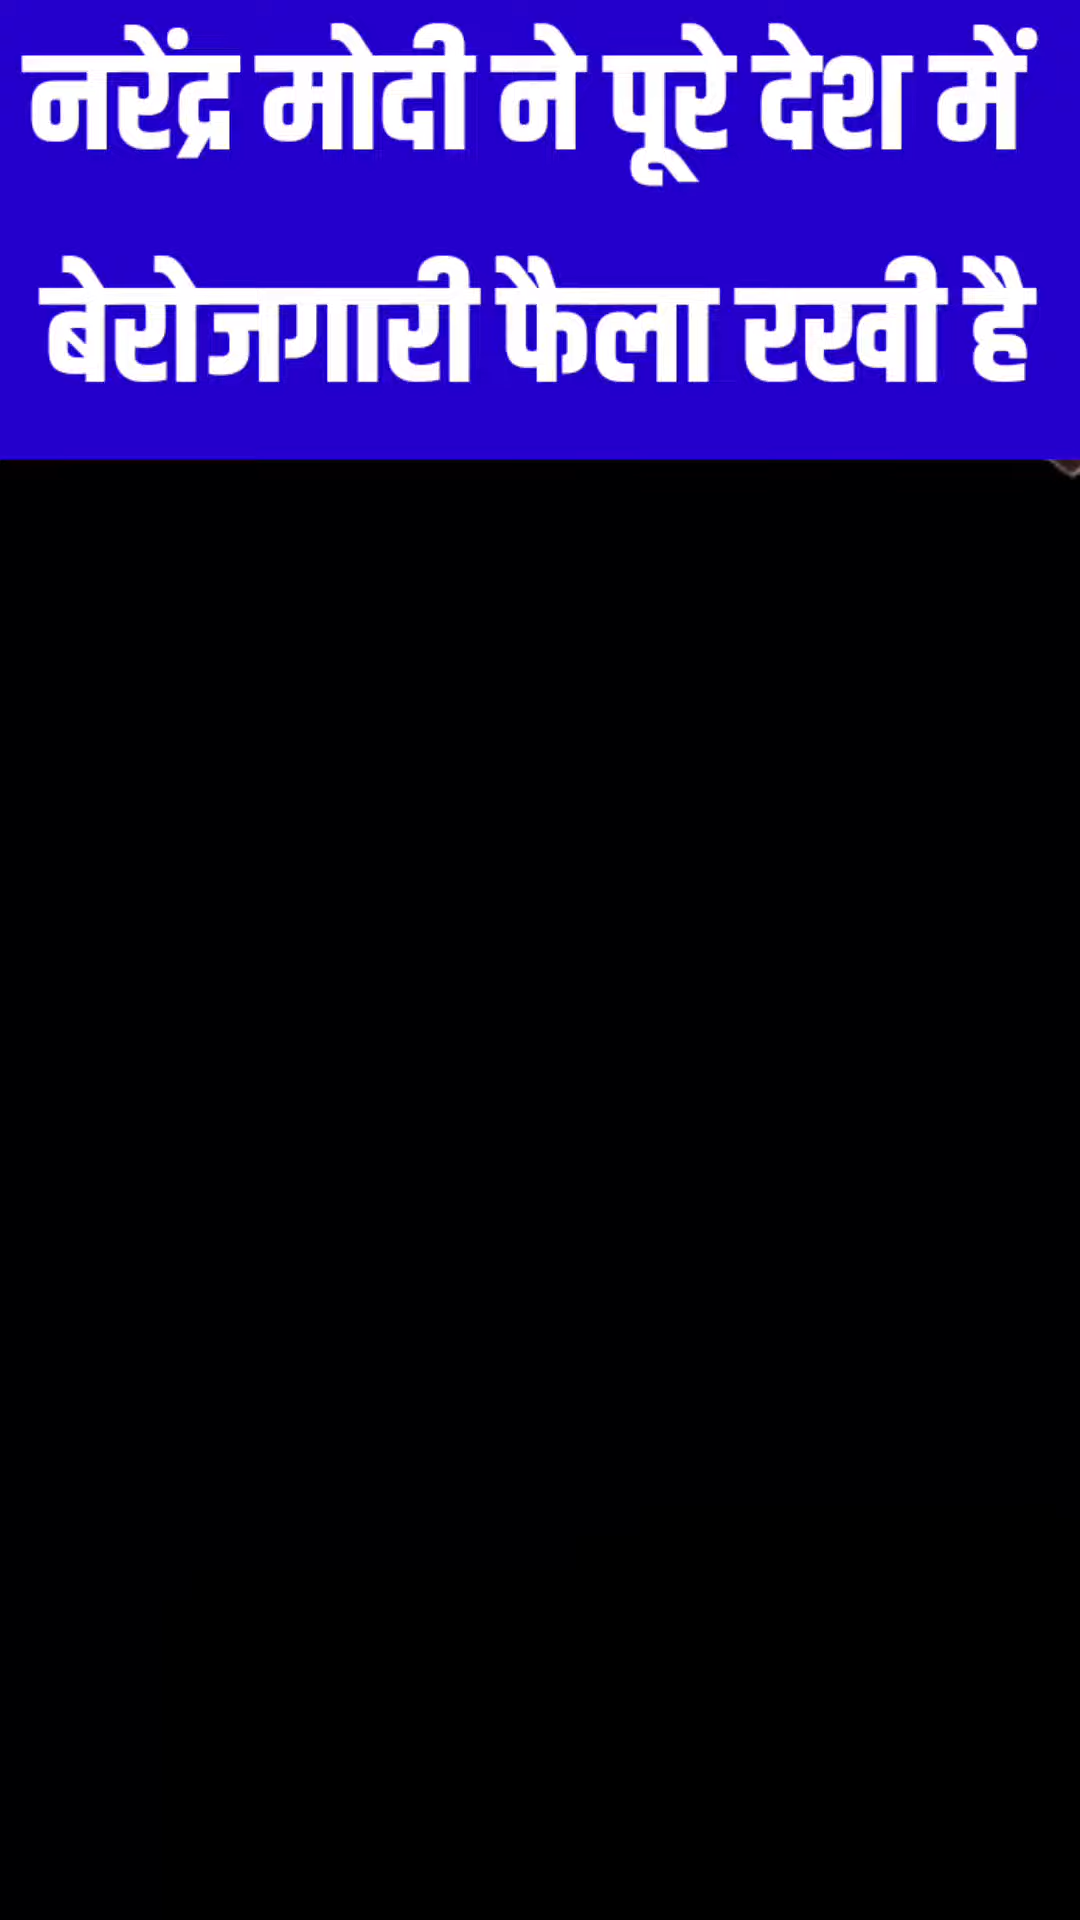 नरेंद्र मोदी ने पूरे देश में
बेरोजगारी फैला रखी है